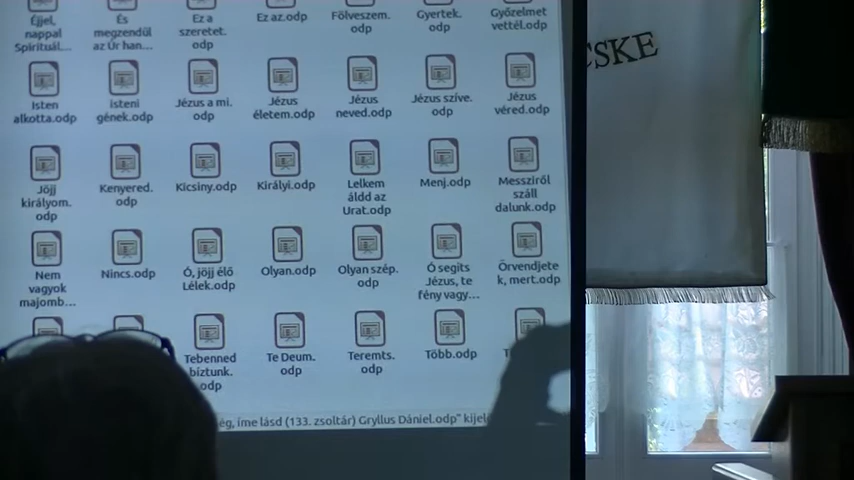 Éjjel, nappal Spirituál...
És megzendül az Úr han...
Ez a szeretet.odp
Ez az.odp
Fölveszem.odp
Gyertek.odp
Győzelmet vettél.odp
Isten alkotta.odp
isteni gének.odp
Jézus a mi.odp
Jézus életem.odp
Jézus neved.odp
Jézus szíve.odp
Jézus véred.odp
Jöjj királyom.odp
Kenyered.odp
Kicsiny.odp
Királyi.odp
Lelkem áldd az Urat.odp
Menj.odp
Messziről száll dalunk.odp
Nem vagyok majomb...
Nincs.odp
Ó, jöjj élő Lélek.odp
Olyan.odp
Olyan szép.odp
Ó segíts Jézus, te fény vagy...
Örvendjetek, mert.odp
Tebenned bíztunk.odp
Te Deum.odp
Teremts.odp
Több.odp
ég, íme lásd (133. zsoltár) Gryllus Dániel.odp" kijel
CSKE